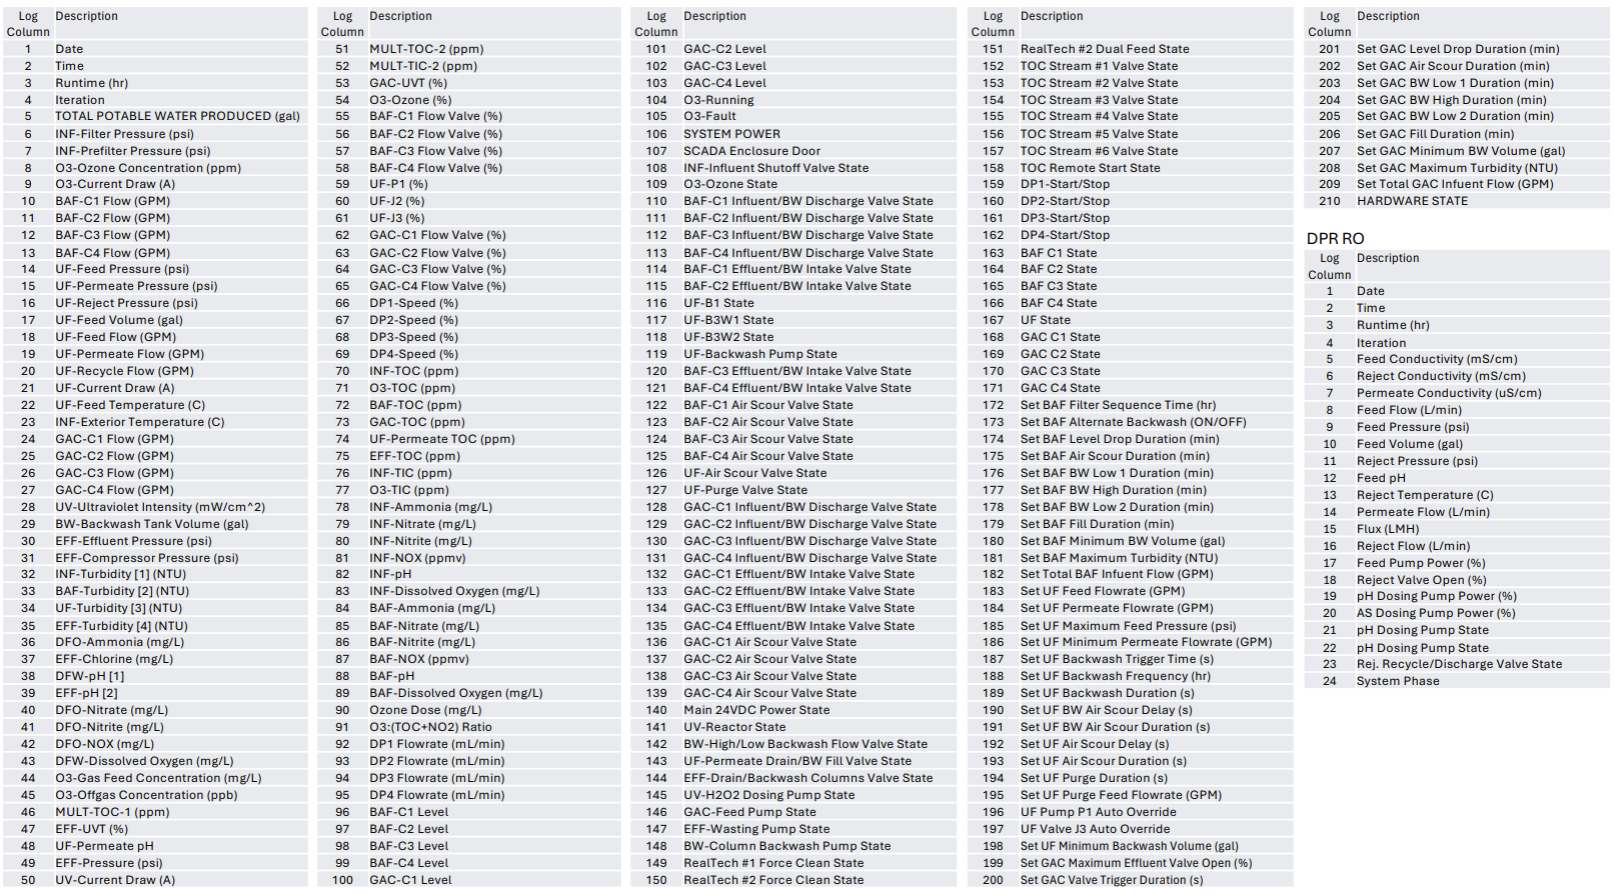 Log Description
Column
1 Date
2 Time
3 Runtime (hr)
4 Iteration
5 TOTAL POTABLE WATER PRODUCED (gal)
6 INF-Filter Pressure (psi)
7 INF-Prefilter Pressure (psi)
8 O3-Ozone Concentration (ppm)
9 O3-Current Draw (A)
10 BAF-C1 Flow (GPM)
11 BAF-C2 Flow (GPM)
12 BAF-C3 Flow (GPM)
13 BAF-C4 Flow (GPM)
14 UF-Feed Pressure (psi)
15 UF-Permeate Pressure (psi)
16 UF-Reject Pressure (psi)
17 UF-Feed Volume (gal)
18 UF-Feed Flow (GPM)
19 UF-Permeate Flow (GPM)
20 UF-Recycle Flow (GPM)
21 UF-Current Draw (A)
22 UF-Feed Temperature (C)
23 INF-Exterior Temperature (C)
24 GAC-C1 Flow (GPM)
25 GAC-C2 Flow (GPM)
26 GAC-C3 Flow (GPM)
27 GAC-C4 Flow (GPM)
28 UV-Ultraviolet Intensity (mW/cm^2)
29 BW-Backwash Tank Volume (gal)
30 EFF-Effluent Pressure (psi)
31 EFF-Compressor Pressure (psi)
32 INF-Turbidity [1] (NTU)
33 BAF-Turbidity [2] (NTU)
34 UF-Turbidity [3] (NTU)
35 EFF-Turbidity [4] (NTU)
36 DFO-Ammonia (mg/L)
37 EFF-Chlorine (mg/L)
38 DFW-pH [1]
39 EFF-pH [2]
40 DFO-Nitrate (mg/L)
41 DFO-Nitrite (mg/L)
42 DFO-NOX (mg/L)
43 DFW-Dissolved Oxygen (mg/L)
44 O3-Gas Feed Concentration (mg/L)
45 O3-Offgas Concentration (ppb)
46 MULT-TOC-1 (ppm)
47 EFF-UVT (%)
48 UF-Permeate pH
49 EFF-Pressure (psi)
50 UV-Current Draw (A)
Log Description
Column
51 MULT-TOC-2 (ppm)
52 MULT-TIC-2 (ppm)
53 GAC-UVT (%)
54 O3-Ozone (%)
55 BAF-C1 Flow Valve (%)
56 BAF-C2 Flow Valve (%)
57 BAF-C3 Flow Valve (%)
58 BAF-C4 Flow Valve (%)
59 UF-P1 (%)
60 UF-J2 (%)
61 UF-J3 (%)
62 GAC-C1 Flow Valve (%)
63 GAC-C2 Flow Valve (%)
64 GAC-C3 Flow Valve (%)
65 GAC-C4 Flow Valve (%)
66 DP1-Speed (%)
67 DP2-Speed (%)
68 DP3-Speed (%)
69 DP4-Speed (%)
70 INF-TOC (ppm)
71 O3-TOC (ppm)
72 BAF-TOC (ppm)
73 GAC-TOC (ppm)
74 UF-Permeate TOC (ppm)
75 EFF-TOC (ppm)
76 INF-TIC (ppm)
77 O3-TIC (ppm)
78 INF-Ammonia (mg/L)
79 INF-Nitrate (mg/L)
80 INF-Nitrite (mg/L)
81 INF-NOX (ppmv)
82 INF-pH
83 INF-Dissolved Oxygen (mg/L)
84 BAF-Ammonia (mg/L)
85 BAF-Nitrate (mg/L)
86 BAF-Nitrite (mg/L)
87 BAF-NOX (ppmv)
88 BAF-pH
89 BAF-Dissolved Oxygen (mg/L)
90 Ozone Dose (mg/L)
91 O3:(TOC+NO2) Ratio
92 DP1 Flowrate (mL/min)
93 DP2 Flowrate (mL/min)
94 DP3 Flowrate (mL/min)
95 DP4 Flowrate (mL/min)
96 BAF-C1 Level
97 BAF-C2 Level
98 BAF-C3 Level
99 BAF-C4 Level
100 GAC-C1 Level
Log Description
Column
101 GAC-C2 Level
102 GAC-C3 Level
103 GAC-C4 Level
104 O3-Running
105 O3-Fault
106 SYSTEM POWER
107 SCADA Enclosure Door
108 INF-Influent Shutoff Valve State
109 O3-Ozone State
110 BAF-C1 Influent/BW Discharge Valve State
111 BAF-C2 Influent/BW Discharge Valve State
112 BAF-C3 Influent/BW Discharge Valve State
113 BAF-C4 Influent/BW Discharge Valve State
114 BAF-C1 Effluent/BW Intake Valve State
115 BAF-C2 Effluent/BW Intake Valve State
116 UF-B1 State
117 UF-B3W1 State
118 UF-B3W2 State
119 UF-Backwash Pump State
120 BAF-C3 Effluent/BW Intake Valve State
121 BAF-C4 Effluent/BW Intake Valve State
122 BAF-C1 Air Scour Valve State
123 BAF-C2 Air Scour Valve State
124 BAF-C3 Air Scour Valve State
125 BAF-C4 Air Scour Valve State
126 UF-Air Scour Valve State
127 UF-Purge Valve State
128 GAC-C1 Influent/BW Discharge Valve State
129 GAC-C2 Influent/BW Discharge Valve State
130 GAC-C3 Influent/BW Discharge Valve State
131 GAC-C4 Influent/BW Discharge Valve State
132 GAC-C1 Effluent/BW Intake Valve State
133 GAC-C2 Effluent/BW Intake Valve State
134 GAC-C3 Effluent/BW Intake Valve State
135 GAC-C4 Effluent/BW Intake Valve State
136 GAC-C1 Air Scour Valve State
137 GAC-C2 Air Scour Valve State
138 GAC-C3 Air Scour Valve State
139 GAC-C4 Air Scour Valve State
140 Main 24VDC Power State
141 UV-Reactor State
142 BW-High/Low Backwash Flow Valve State
143 UF-Permeate Drain/BW Fill Valve State
144 EFF-Drain/Backwash Columns Valve State
145 UV-H2O2 Dosing Pump State
146 GAC-Feed Pump State
147 EFF-Wasting Pump State
148 BW-Column Backwash Pump State
149 RealTech #1 Force Clean State
150 RealTech #2 Force Clean State
Log Description
Column
151 RealTech #2 Dual Feed State
152 TOC Stream #1 Valve State
153 TOC Stream #2 Valve State
154 TOC Stream #3 Valve State
155 TOC Stream #4 Valve State
156 TOC Stream #5 Valve State
157 TOC Stream #6 Valve State
158 TOC Remote Start State
159 DP1-Start/Stop
160 DP2-Start/Stop
161 DP3-Start/Stop
162 DP4-Start/Stop
163 BAF C1 State
164 BAF C2 State
165 BAF C3 State
166 BAF C4 State
167 UF State
168 GAC C1 State
169 GAC C2 State
170 GAC C3 State
171 GAC C4 State
172 Set BAF Filter Sequence Time (hr)
173 Set BAF Alternate Backwash (ON/OFF)
174 Set BAF Level Drop Duration (min)
175 Set BAF Air Scour Duration (min)
176 Set BAF BW Low 1 Duration (min)
177 Set BAF BW High Duration (min)
178 Set BAF BW Low 2 Duration (min)
179 Set BAF Fill Duration (min)
180 Set BAF Minimum BW Volume (gal)
181 Set BAF Maximum Turbidity (NTU)
182 Set Total BAF Infuent Flow (GPM)
183 Set UF Feed Flowrate (GPM)
184 Set UF Permeate Flowrate (GPM)
185 Set UF Maximum Feed Pressure (psi)
186 Set UF Minimum Permeate Flowrate (GPM)
187 Set UF Backwash Trigger Time (s)
188 Set UF Backwash Frequency (hr)
189 Set UF Backwash Duration (s)
190 Set UF BW Air Scour Delay (s)
191 Set UF BW Air Scour Duration (s)
192 Set UF Air Scour Delay (s)
193 Set UF Air Scour Duration (s)
194 Set UF Purge Duration (s)
195 Set UF Purge Feed Flowrate (GPM)
196 UF Pump P1 Auto Override
197 UF Valve J3 Auto Override
198 Set UF Minimum Backwash Volume (gal)
199 Set GAC Maximum Effluent Valve Open (%)
200 Set GAC Valve Trigger Duration (s)
Log Description
Column
201 Set GAC Level Drop Duration (min)
202 Set GAC Air Scour Duration (min)
203 Set GAC BW Low 1 Duration (min)
204 Set GAC BW High Duration (min)
205 Set GAC BW Low 2 Duration (min)
206 Set GAC Fill Duration (min)
207 Set GAC Minimum BW Volume (gal)
208 Set GAC Maximum Turbidity (NTU)
209 Set Total GAC Infuent Flow (GPM)
210 HARDWARE STATE
DPR RO
Log Description
Column
1 Date
2 Time
3 Runtime (hr)
4 Iteration
5 Feed Conductivity (mS/cm)
6 Reject Conductivity (mS/cm)
7 Permeate Conductivity (uS/cm)
8 Feed Flow (L/min)
9 Feed Pressure (psi)
10 Feed Volume (gal)
11 Reject Pressure (psi)
12 Feed pH
13 Reject Temperature (C)
14 Permeate Flow (L/min)
15 Flux (LMH)
16 Reject Flow (L/min)
17 Feed Pump Power (%)
18 Reject Valve Open (%)
19 pH Dosing Pump Power (%)
20 AS Dosing Pump Power (%)
21 pH Dosing Pump State
22 pH Dosing Pump State
23 Rej. Recycle/Discharge Valve State
24 System Phase